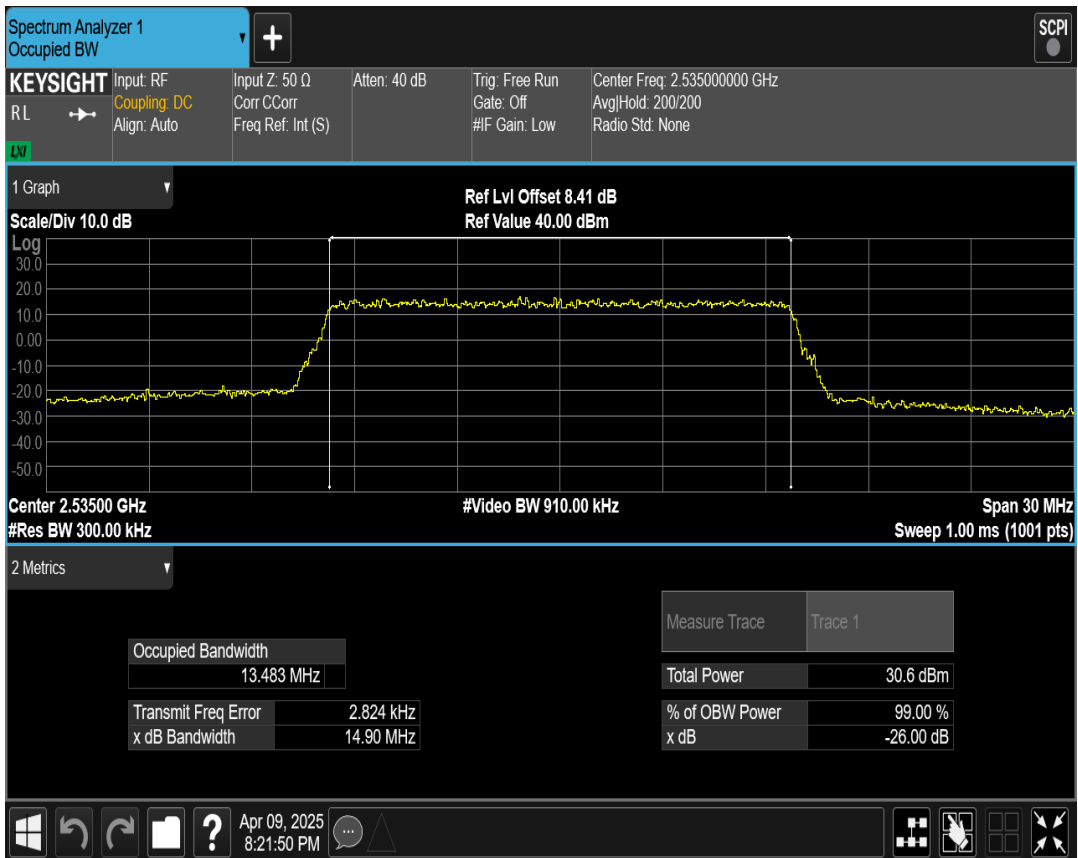 Spectrum Analyzer 1
Occupied BW
+
SCPI
KEYSIGHT
RL
LXI
Input: RF
Coupling: DC
Align: Auto
Input Z: 50 Ω
Corr CCorr
Freq Ref: Int (S)
Atten: 40 dB
Trig: Free Run
Gate: Off
#IF Gain: Low
Center Freq: 2.535000000 GHz
Avg|Hold: 200/200
Radio Std: None
1 Graph
Scale/Div 10.0 dB
Ref Lvl Offset 8.41 dB
Ref Value 40.00 dBm
Log
30.0
20.0
10.0
0.00
-10.0
-20.0
-30.0
-40.0
-50.0
Center 2.53500 GHz
#Video BW 910.00 kHz
Span 30 MHz
#Res BW 300.00 kHz
Sweep 1.00 ms (1001 pts)
2 Metrics
Occupied Bandwidth
13.483 MHz
Transmit Freq Error 2.824 kHz
x dB Bandwidth 14.90 MHz
Measure Trace Trace 1
Total Power 30.6 dBm
% of OBW Power 99.00 %
x dB -26.00 dB
?
Apr 09, 2025
8:21:50 PM